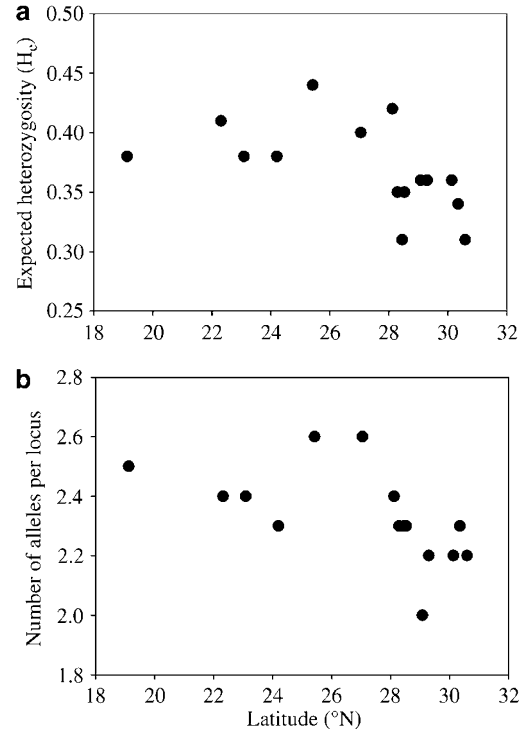 a
0.50
0.45
0.40
0.35
0.30
0.25
Expected heterozygosity (Hₑ)
18 20 22 24 26 28 30 32
b
2.8
2.6
2.4
2.2
2.0
1.8
Number of alleles per locus
18 20 22 24 26 28 30 32
Latitude (°N)